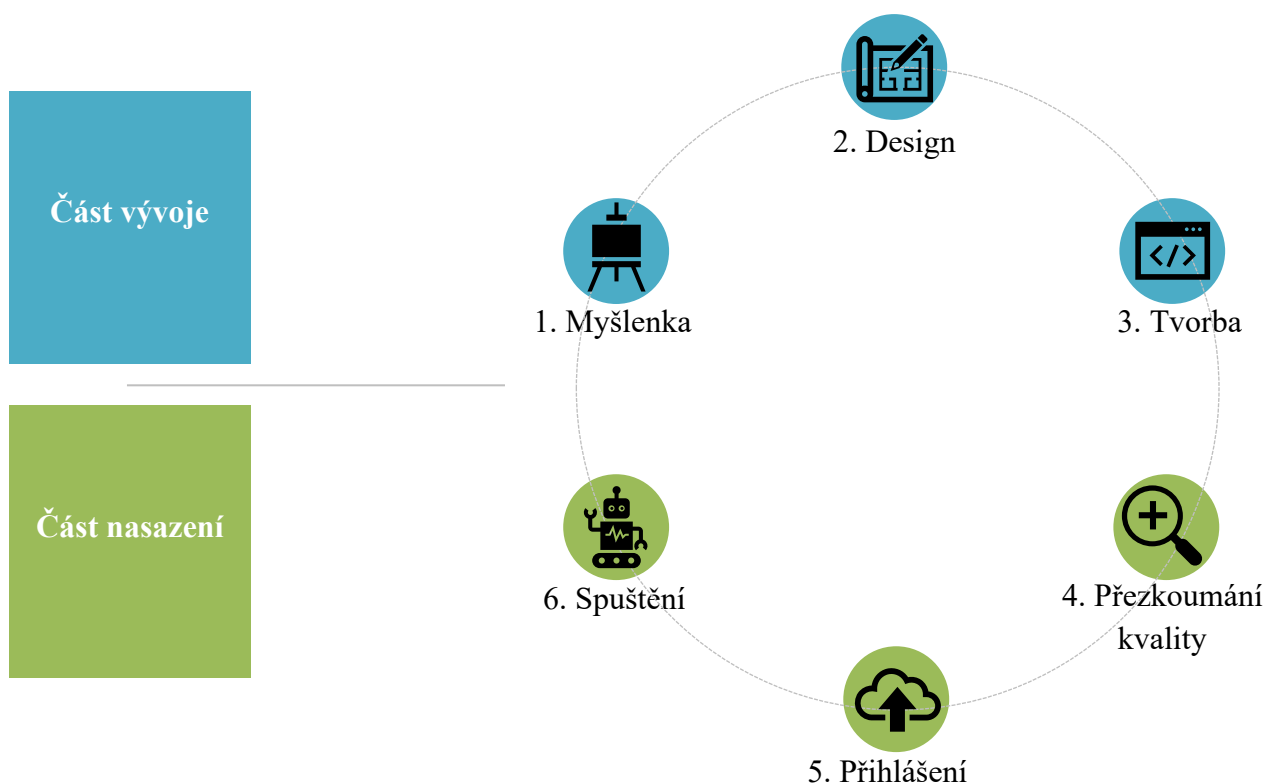 Část vývoje
Část nasazení
1. Myšlenka
2. Design
3. Tvorba
4. Přezkoumání
kvality
5. Přihlášení
6. Spuštění